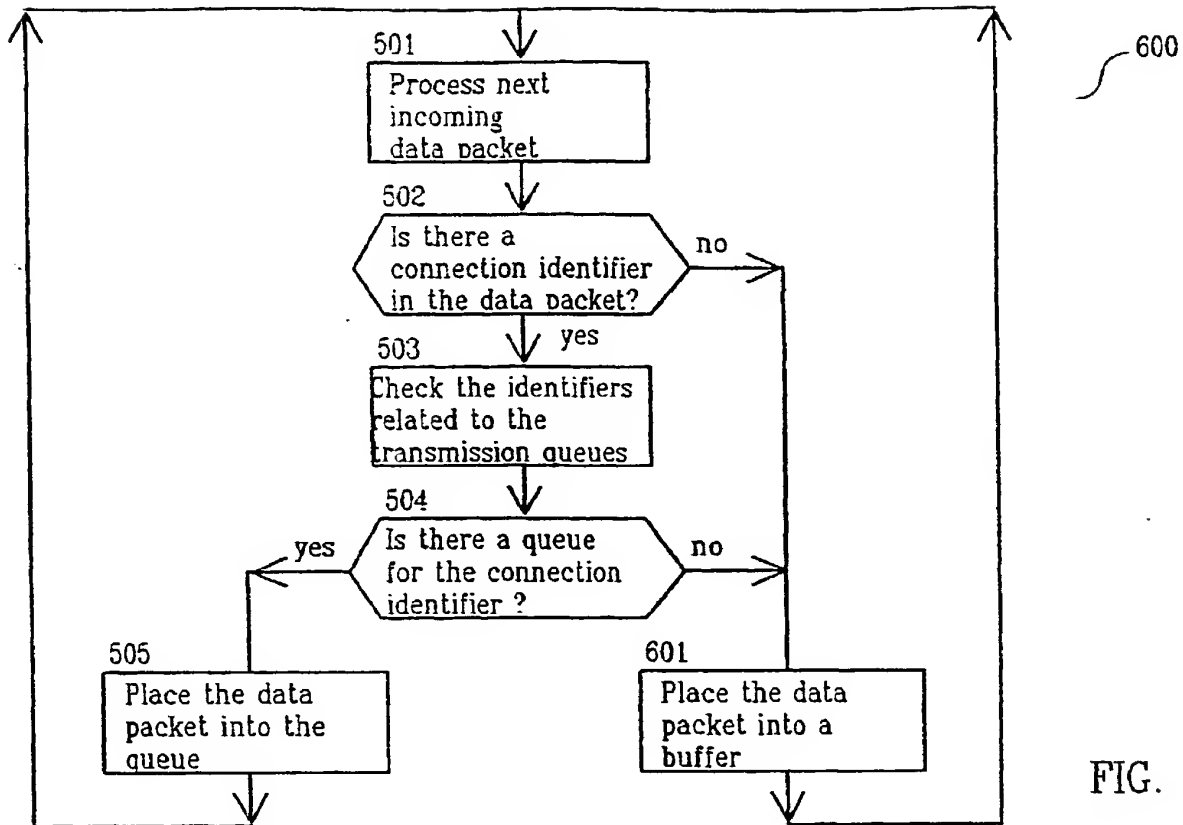 501
600
Process next
incoming
data packet
502
Is there a
connection identifier
in the data packet?
no
yes
503
Check the identifiers
related to the
transmission queues
504
yes
Is there a queue
for the connection
identifier ?
no
505
601
Place the data
packet into the
queue
Place the data
packet into a
buffer
FIG.